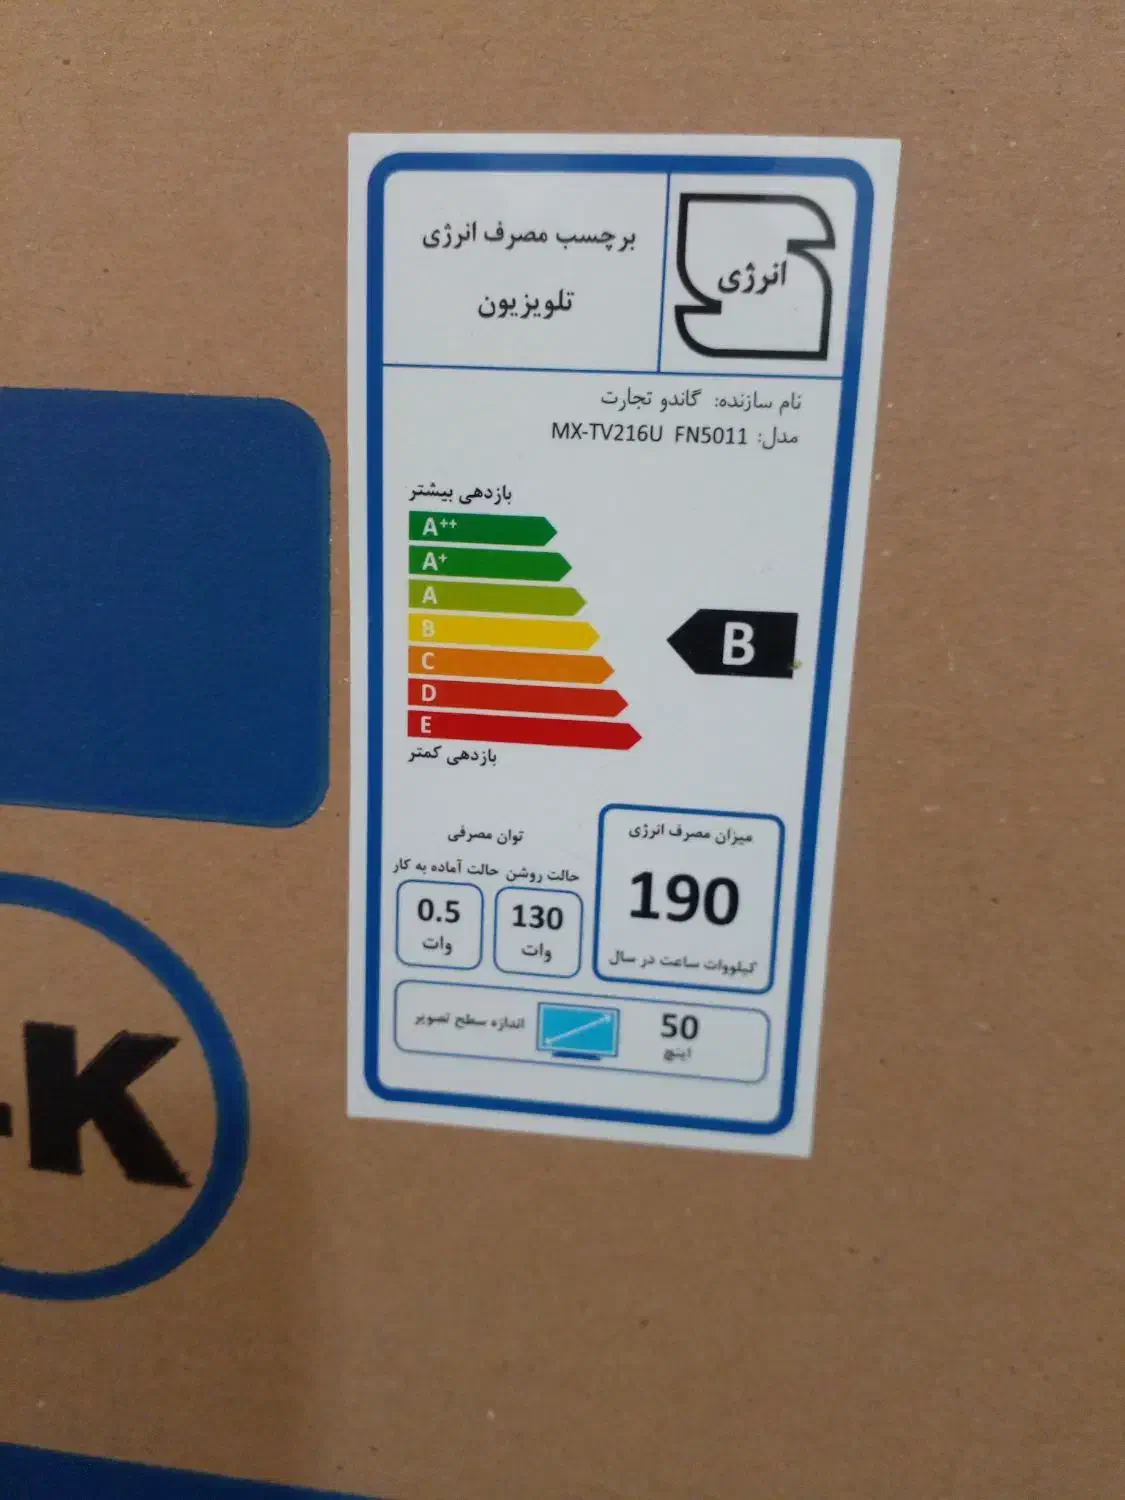 برچسب مصرف انرژی
تلویزیون
انرژی
نام سازنده: گاندو تجارت
مدل: MX-TV216U FN5011
بازدهی بیشتر
A++
A+
A
B
C
D
E
B
بازدهی کمتر
توان مصرفی
حالت روشن حالت آماده به کار
130
وات
0.5
وات
میزان مصرف انرژی
190
کیلووات ساعت در سال
اندازه سطح تصویر
50
اینچ
-K